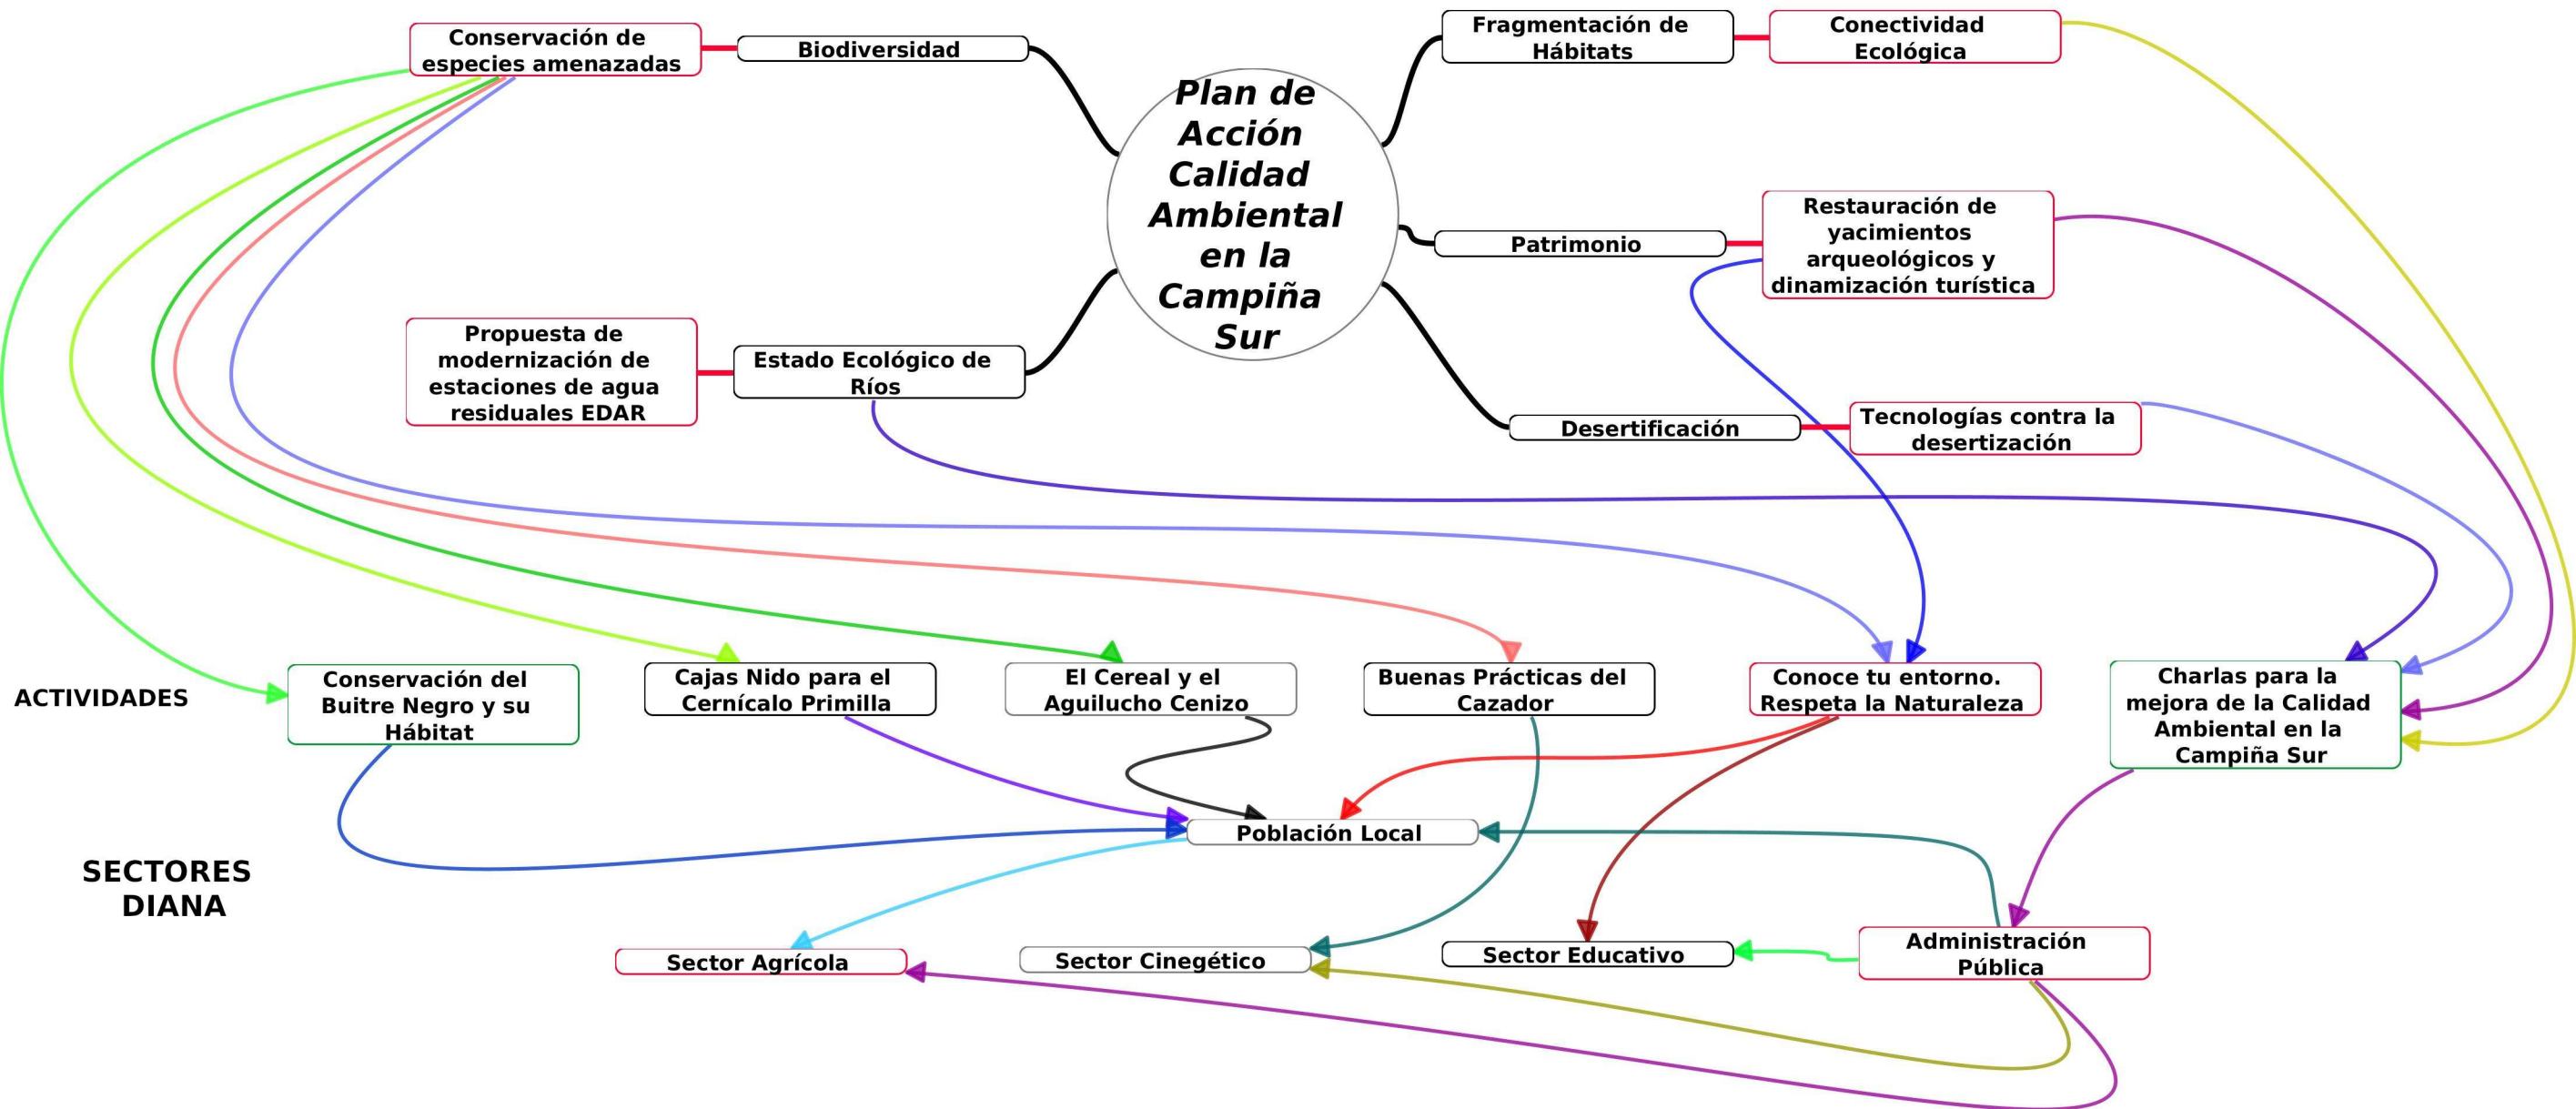 Conservación de
especies amenazadas
Biodiversidad
Fragmentación de
Hábitats
Conectividad
Ecológica
Plan de
Acción
Calidad
Ambiental
en la
Campiña
Sur
Patrimonio
Restauración de
yacimientos
arqueológicos y
dinamización turística
Propuesta de
modernización de
estaciones de agua
residuales EDAR
Estado Ecológico de
Ríos
Desertificación
Tecnologías contra la
desertización
ACTIVIDADES
Conservación del
Buitre Negro y su
Hábitat
Cajas Nido para el
Cernícalo Primilla
El Cereal y el
Aguilucho Cenizo
Buenas Prácticas del
Cazador
Conoce tu entorno.
Respeta la Naturaleza
Charlas para la
mejora de la Calidad
Ambiental en la
Campiña Sur
Población Local
SECTORES
DIANA
Sector Agrícola
Sector Cinegético
Sector Educativo
Administración
Pública